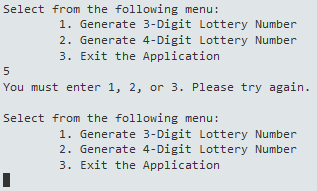 Select from the following menu:
1. Generate 3-Digit Lottery Number
2. Generate 4-Digit Lottery Number
3. Exit the Application
5
You must enter 1, 2, or 3. Please try again.
Select from the following menu:
1. Generate 3-Digit Lottery Number
2. Generate 4-Digit Lottery Number
3. Exit the Application